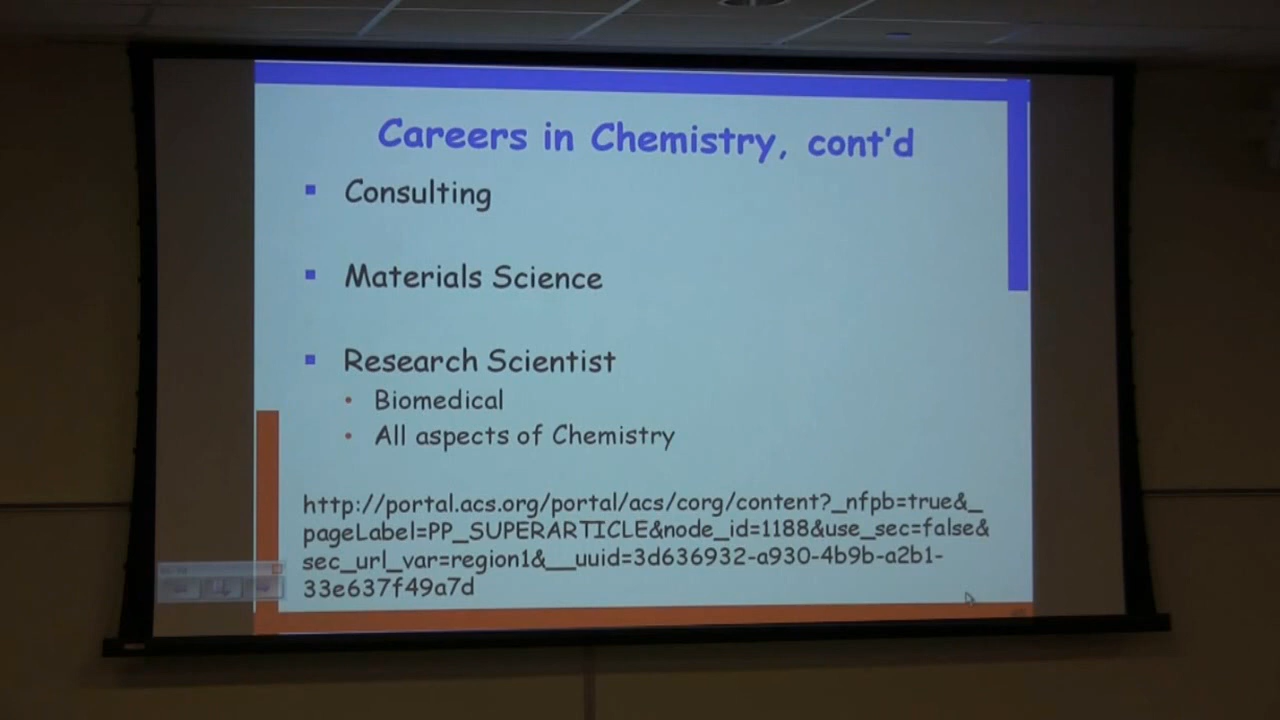 Careers in Chemistry, cont'd
Consulting
Materials Science
Research Scientist
Biomedical
All aspects of Chemistry
http://portal.acs.org/portal/acs/corg/content?_nfpb=true&_
pageLabel=PP_SUPERARTICLE&node_id=1188&use_sec=false&
sec_url_var=region1&__uuid=3d636932-a930-4b9b-a2b1-
33e637f49a7d